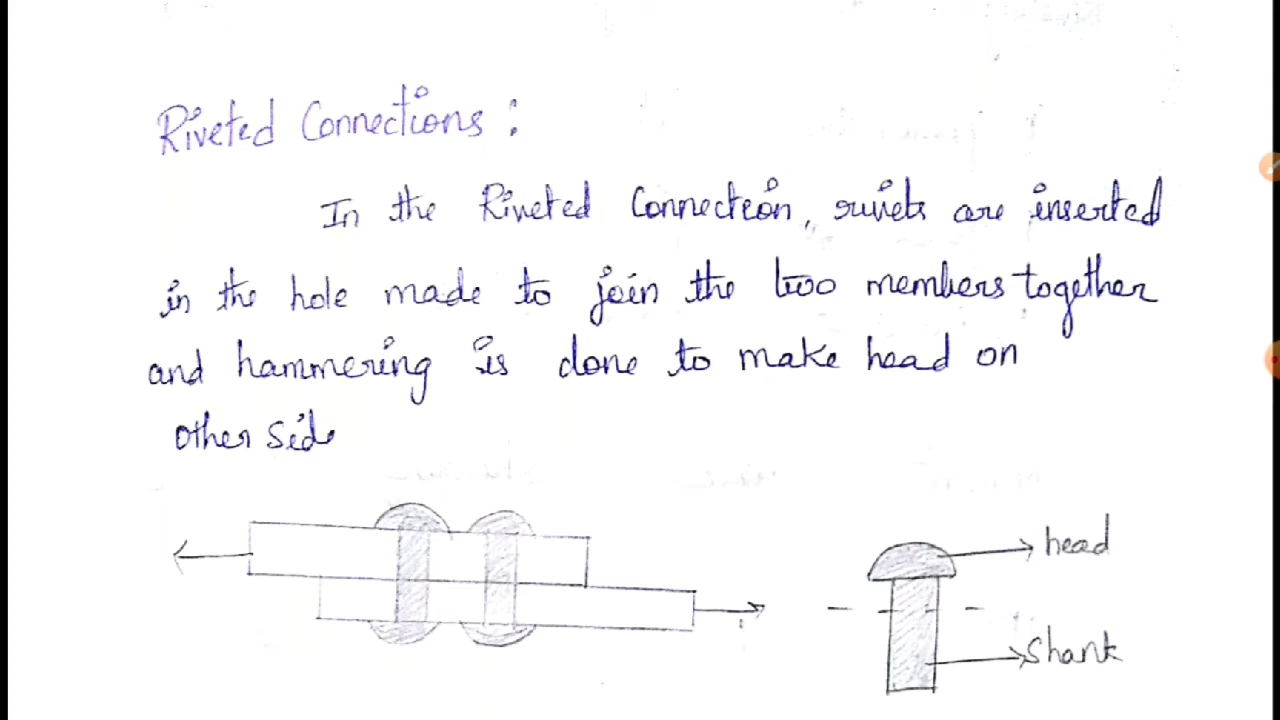 Riveted Connections :
In the Riveted Connection, rivets are inserted
in the hole made to join the two members together
and hammering is done to make head on
other side
head
shank